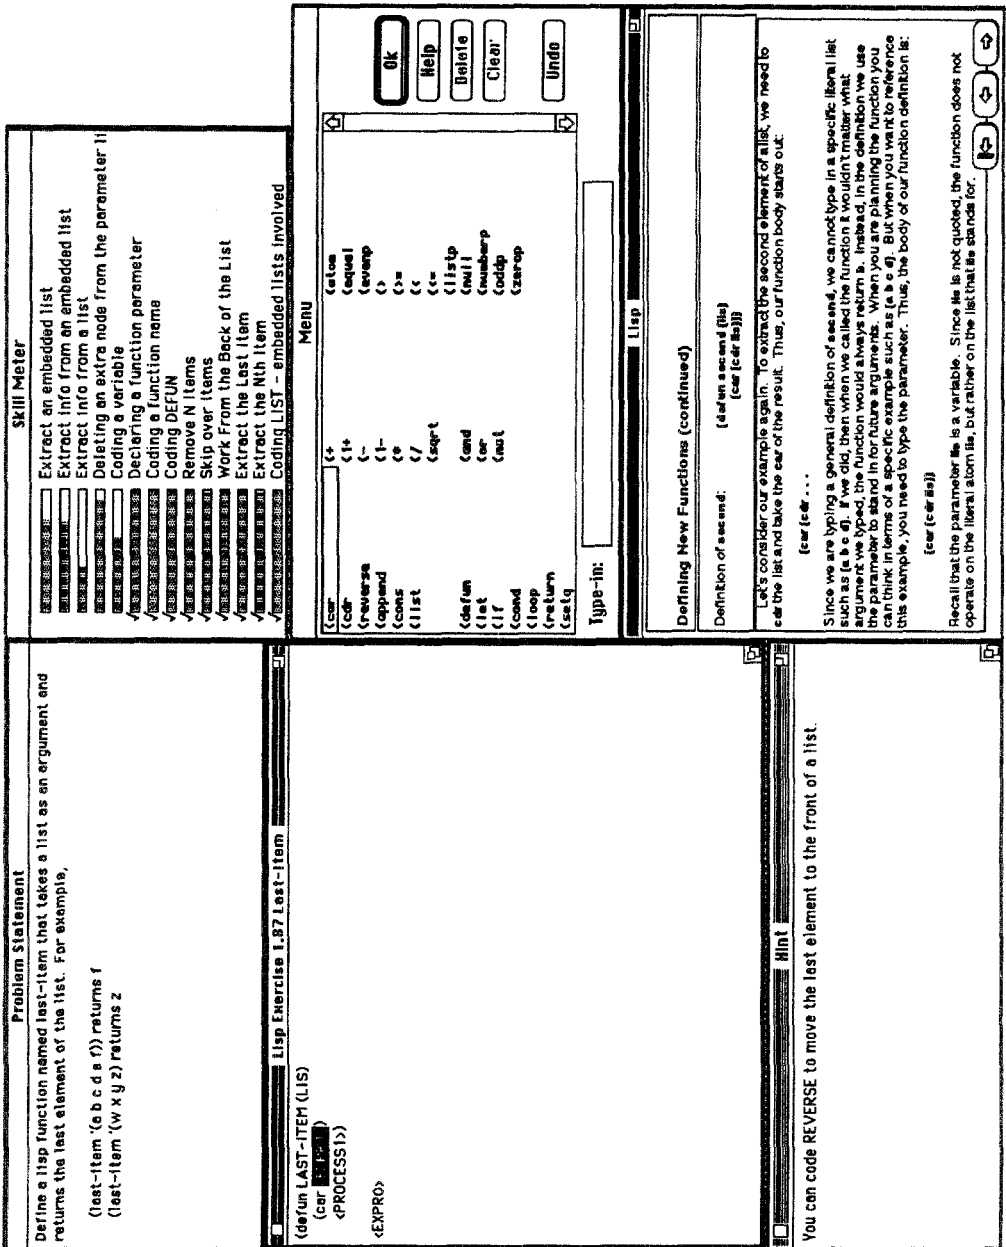 Problem Statement
Define a lisp function named last-item that takes a list as an argument and
returns the last element of the list. For example,
(last-item '(a b c d e f)) returns f
(last-item '(w x y z) returns z
Skill Meter
Extract an embedded list
Extract info from an embedded list
Extract info from a list
Deleting an extra node from the parameter li
Coding a variable
√ Declaring a function parameter
√ Coding a function name
√ Coding DEFUN
√ Remove N items
√ Skip over items
√ Work From the Back of the List
√ Extract the Last item
√ Extract the Nth item
√ Coding LIST - embedded lists involved
Lisp Exercise 1.87 Last-Item
(defun LAST-ITEM (LIS)
(car )
<PROCESS1>)
<EXPR0>
Menu
(car (+ (atom
(cdr (1+ (equal
(reverse (- (evenp
(append (1- (>
(cons (* (>=
(list (/ (<
(sqrt (<=
(listp
(defun (and (null
(let (or (numberp
(if (not (oddp
(cond (zerop
(loop
(return
(setq
Type-in:
Ok
Help
Delete
Clear
Undo
Hint
You can code REVERSE to move the last element to the front of a list.
Lisp
Defining New Functions (continued)
Definition of second: (defun second (lis)
(car (cdr lis)))
Let's consider our example again. To extract the second element of a list, we need to
cdr the list and take the car of the result. Thus, our function body starts out:
(car (cdr ...
Since we are typing a general definition of second, we cannot type in a specific literal list
such as (a b c d). If we did, then when we called the function it wouldn't matter what
argument we typed, the function would always return b. Instead, in the definition we use
the parameter to stand in for future arguments. When you are planning the function you
can think in terms of a specific example such as (a b c d). But when you want to reference
this example, you need to type the parameter. Thus, the body of our function definition is:
(car (cdr lis))
Recall that the parameter lis is a variable. Since lis is not quoted, the function does not
operate on the literal atom lis, but rather on the list that lis stands for.